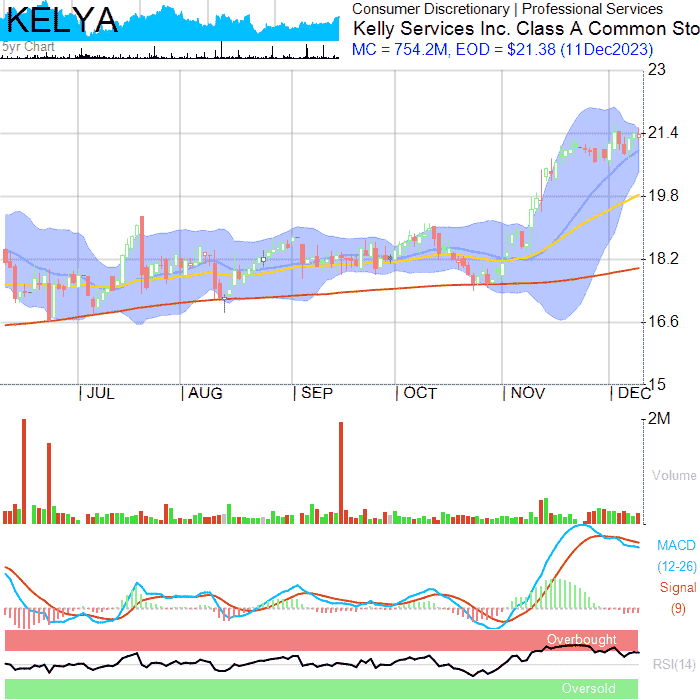 KELYA
5yr Chart
Consumer Discretionary | Professional Services
Kelly Services Inc. Class A Common Sto
MC = 754.2M, EOD = $21.38 (11Dec2023)
23
21.4
19.8
18.2
16.6
15
JUL
AUG
SEP
OCT
NOV
DEC
2M
Volume
MACD
(12-26)
Signal
(9)
Overbought
RSI(14)
Oversold